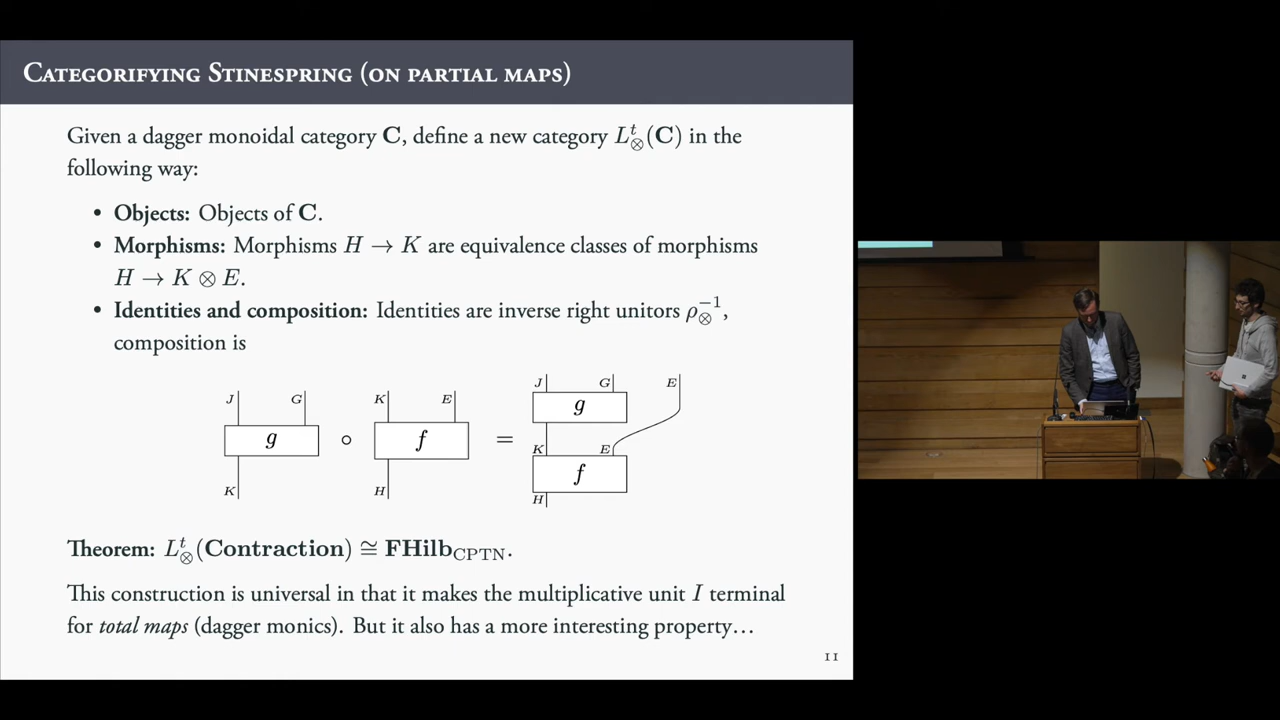 Categorifying Stinespring (on partial maps)
Given a dagger monoidal category C, define a new category L^t_⊗(C) in the
following way:
• Objects: Objects of C.
• Morphisms: Morphisms H → K are equivalence classes of morphisms
H → K ⊗ E.
• Identities and composition: Identities are inverse right unitors ρ^{-1}_⊗,
composition is
J G K E J G E
g ∘ f = g
K E
f
K H H
Theorem: L^t_⊗(Contraction) ≅ FHilb_CPTN.
This construction is universal in that it makes the multiplicative unit I terminal
for total maps (dagger monics). But it also has a more interesting property…
11